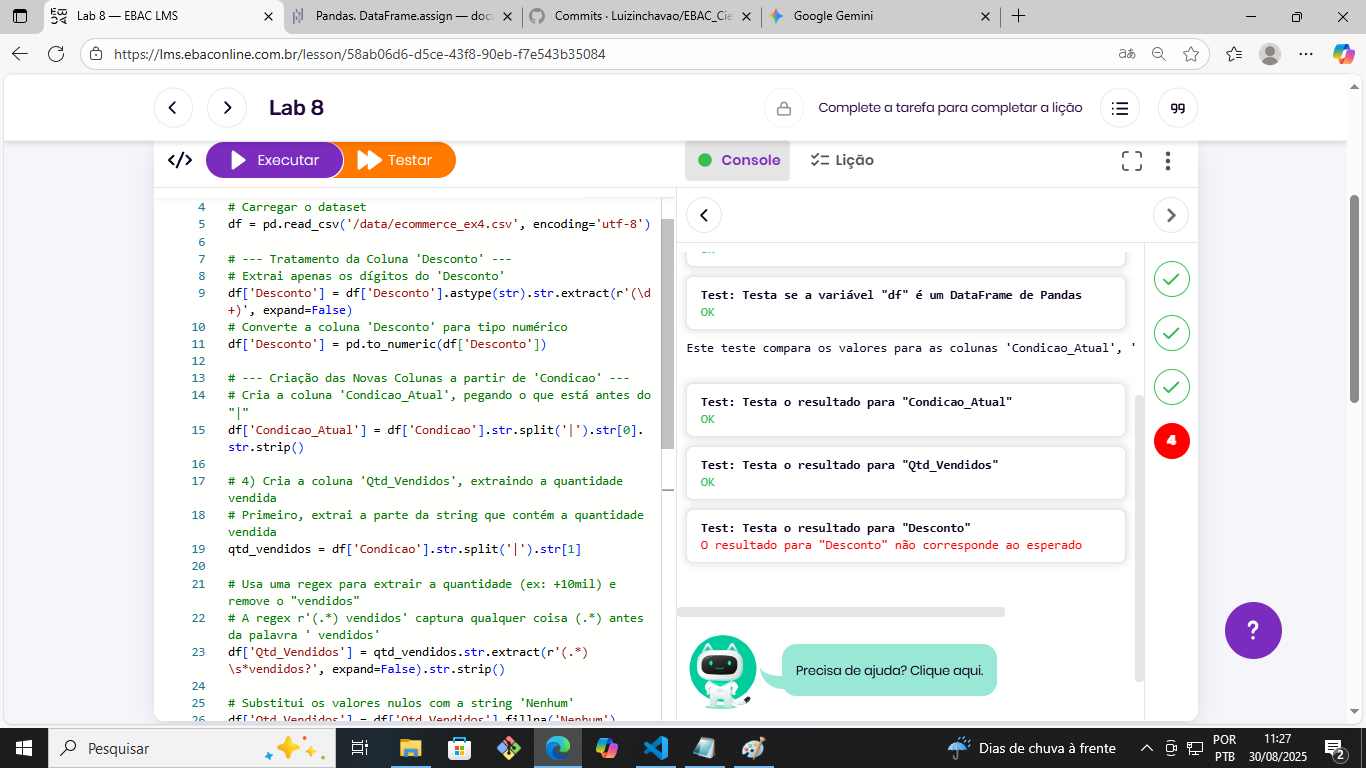 Lab 8 — EBAC LMS
Pandas. DataFrame.assign — docu
Commits · Luizinchavao/EBAC_Cie
Google Gemini
https://lms.ebaconline.com.br/lesson/58ab06d6-d5ce-43f8-90eb-f7e543b35084
Lab 8
Complete a tarefa para completar a lição
Executar
Testar
Console
Lição
4 # Carregar o dataset
5 df = pd.read_csv('/data/ecommerce_ex4.csv', encoding='utf-8')
6
7 # --- Tratamento da Coluna 'Desconto' ---
8 # Extrai apenas os dígitos do 'Desconto'
9 df['Desconto'] = df['Desconto'].astype(str).str.extract(r'(\d
+)', expand=False)
10 # Converte a coluna 'Desconto' para tipo numérico
11 df['Desconto'] = pd.to_numeric(df['Desconto'])
12
13 # --- Criação das Novas Colunas a partir de 'Condicao' ---
14 # Cria a coluna 'Condicao_Atual', pegando o que está antes do
"|"
15 df['Condicao_Atual'] = df['Condicao'].str.split('|').str[0].
str.strip()
16
17 # 4) Cria a coluna 'Qtd_Vendidos', extraindo a quantidade
vendida
18 # Primeiro, extrai a parte da string que contém a quantidade
vendida
19 qtd_vendidos = df['Condicao'].str.split('|').str[1]
20
21 # Usa uma regex para extrair a quantidade (ex: +10mil) e
remove o "vendidos"
22 # A regex r'(.*) vendidos' captura qualquer coisa (.*) antes
da palavra ' vendidos'
23 df['Qtd_Vendidos'] = qtd_vendidos.str.extract(r'(.*)
\s*vendidos?', expand=False).str.strip()
24
25 # Substitui os valores nulos com a string 'Nenhum'
26 df['Qtd_Vendidos'] = df['Qtd_Vendidos'].fillna('Nenhum')
OK
Test: Testa se a variável "df" é um DataFrame de Pandas
OK
Este teste compara os valores para as colunas 'Condicao_Atual', '
Test: Testa o resultado para "Condicao_Atual"
OK
Test: Testa o resultado para "Qtd_Vendidos"
OK
Test: Testa o resultado para "Desconto"
O resultado para "Desconto" não corresponde ao esperado
4
Precisa de ajuda? Clique aqui.
?
Pesquisar
Dias de chuva à frente
POR
PTB
11:27
30/08/2025
2